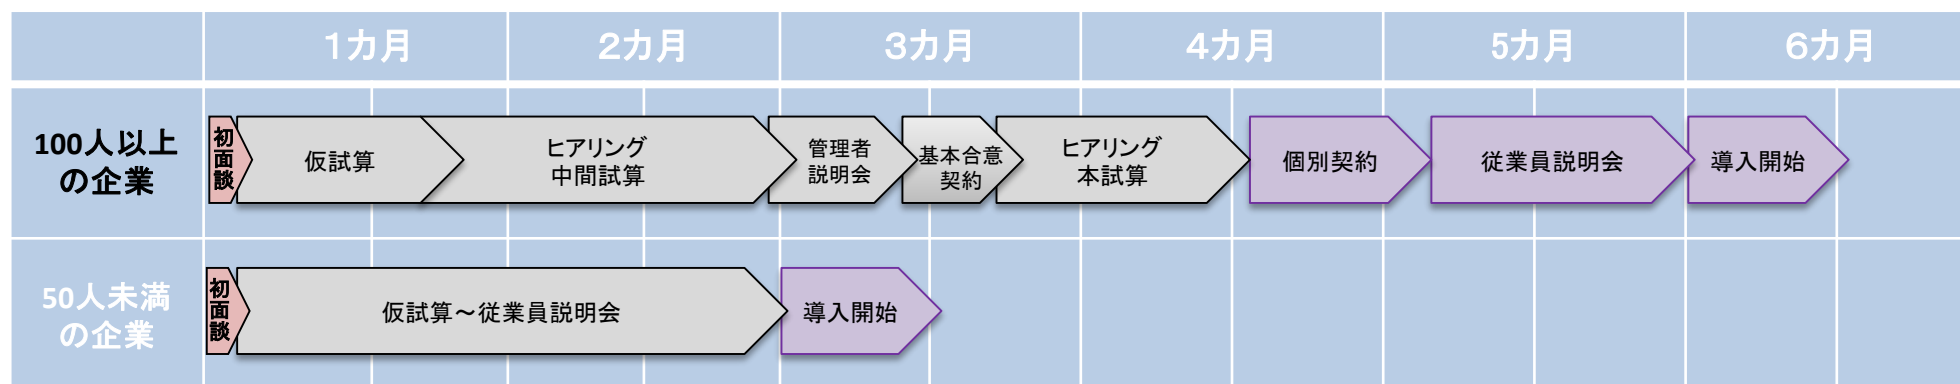 1カ月
2カ月
3カ月
4カ月
5カ月
6カ月
100人以上
の企業
初
面
談
仮試算
ヒアリング
中間試算
管理者
説明会
基本合意
契約
ヒアリング
本試算
個別契約
従業員説明会
導入開始
50人未満
の企業
初
面
談
仮試算～従業員説明会
導入開始